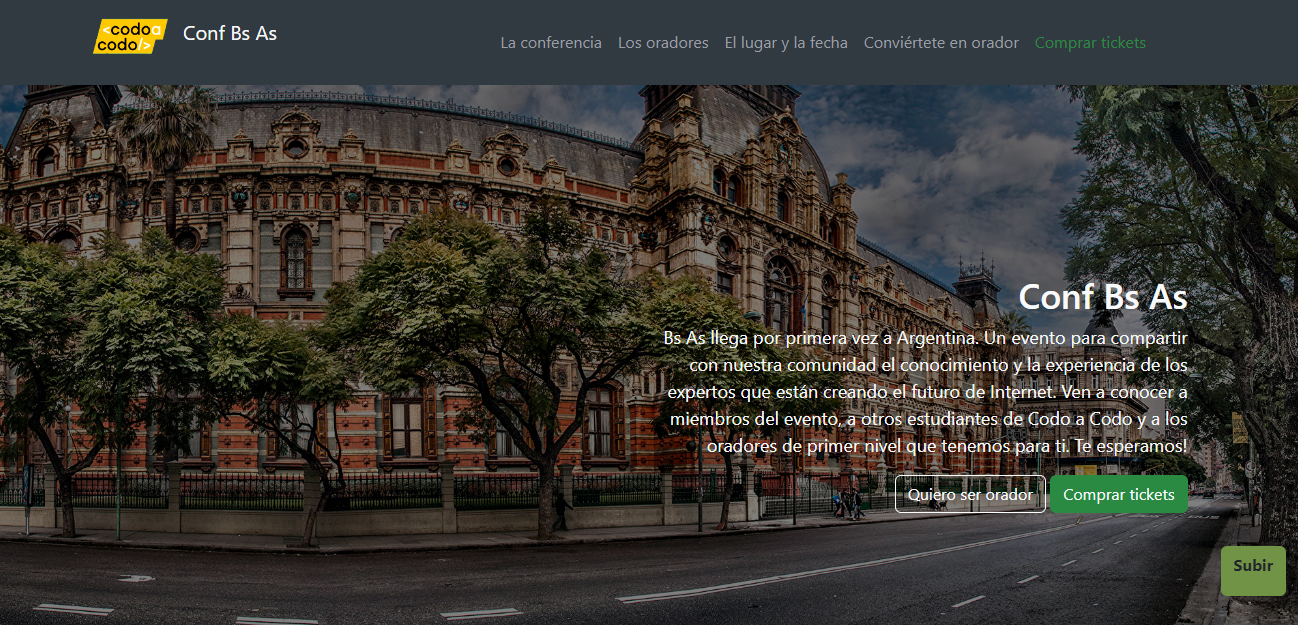 <codoa
codo/>
Conf Bs As
La conferencia
Los oradores
El lugar y la fecha
Conviértete en orador
Comprar tickets
Conf Bs As
Bs As llega por primera vez a Argentina. Un evento para compartir
con nuestra comunidad el conocimiento y la experiencia de los
expertos que están creando el futuro de Internet. Ven a conocer a
miembros del evento, a otros estudiantes de Codo a Codo y a los
oradores de primer nivel que tenemos para ti. Te esperamos!
Quiero ser orador
Comprar tickets
Subir